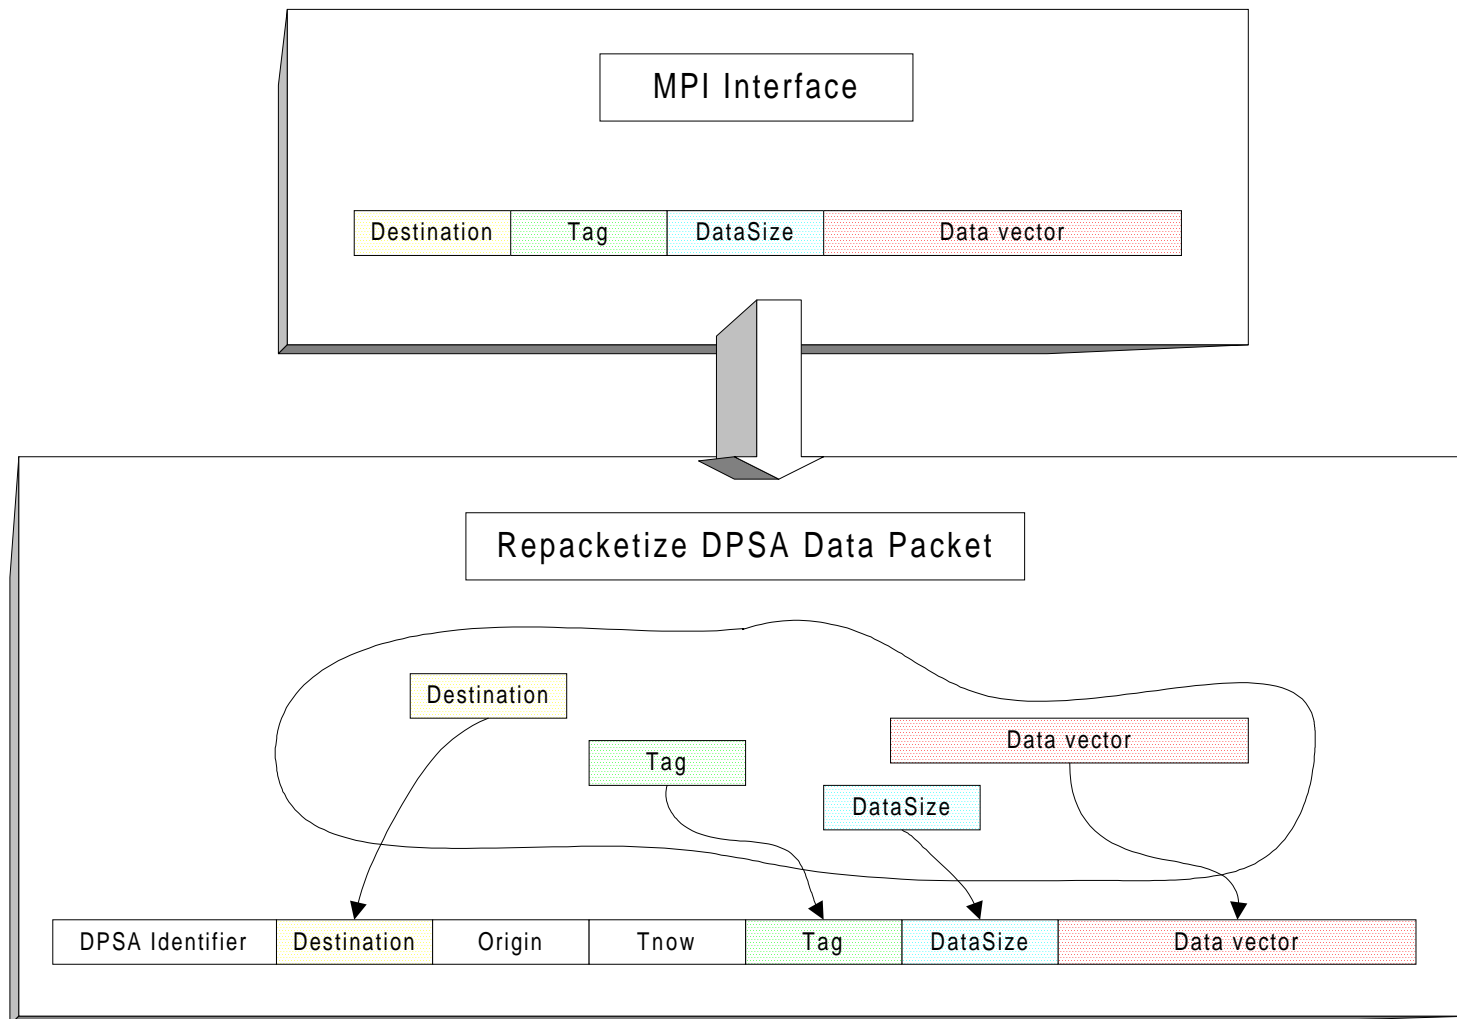 MPI Interface
Destination Tag DataSize Data vector
Repacketize DPSA Data Packet
Destination
Tag
Data vector
DataSize
DPSA Identifier Destination Origin Tnow Tag DataSize Data vector